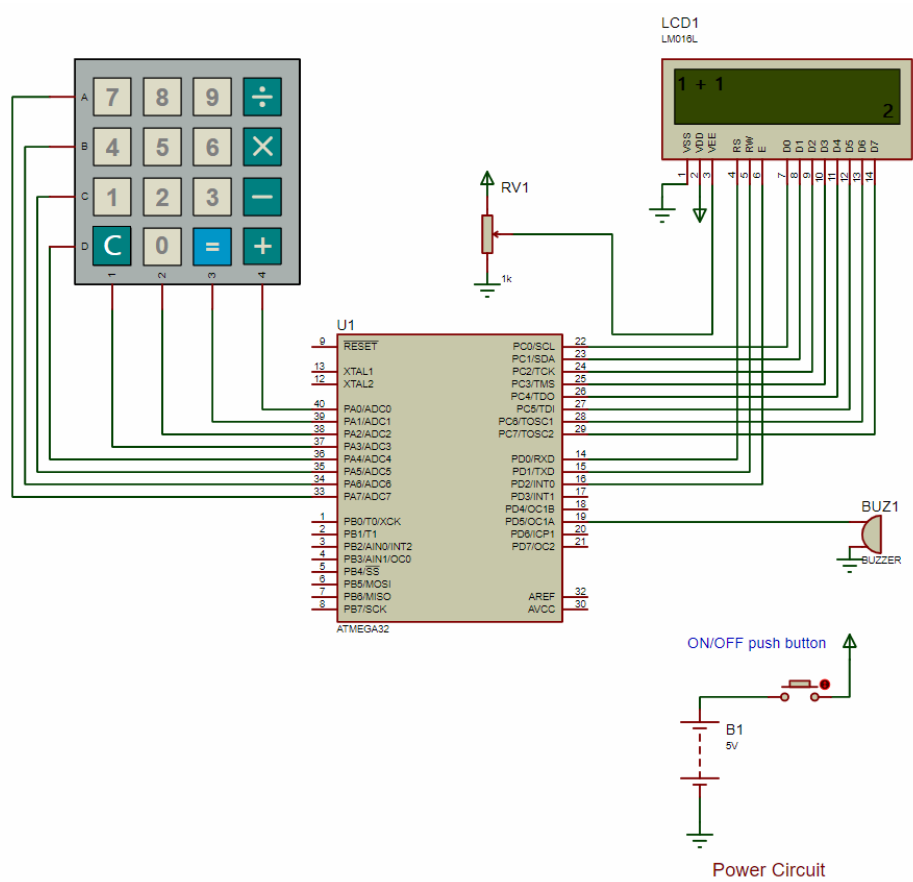 LCD1
LM016L
1 + 1
2
VSS VDD VEE RS RW E D0 D1 D2 D3 D4 D5 D6 D7
1 2 3 4 5 6 7 8 9 10 11 12 13 14
A 7 8 9 ÷
B 4 5 6 ×
C 1 2 3 −
D C 0 = +
1 2 3 4
RV1
1k
U1
9 RESET PC0/SCL 22
PC1/SDA 23
13 XTAL1 PC2/TCK 24
12 XTAL2 PC3/TMS 25
PC4/TDO 26
40 PA0/ADC0 PC5/TDI 27
39 PA1/ADC1 PC6/TOSC1 28
38 PA2/ADC2 PC7/TOSC2 29
37 PA3/ADC3
36 PA4/ADC4 PD0/RXD 14
35 PA5/ADC5 PD1/TXD 15
34 PA6/ADC6 PD2/INT0 16
33 PA7/ADC7 PD3/INT1 17
PD4/OC1B 18
1 PB0/T0/XCK PD5/OC1A 19
2 PB1/T1 PD6/ICP1 20
3 PB2/AIN0/INT2 PD7/OC2 21
4 PB3/AIN1/OC0
5 PB4/SS
6 PB5/MOSI
7 PB6/MISO AREF 32
8 PB7/SCK AVCC 30
ATMEGA32
BUZ1
BUZZER
ON/OFF push button
B1
5V
Power Circuit